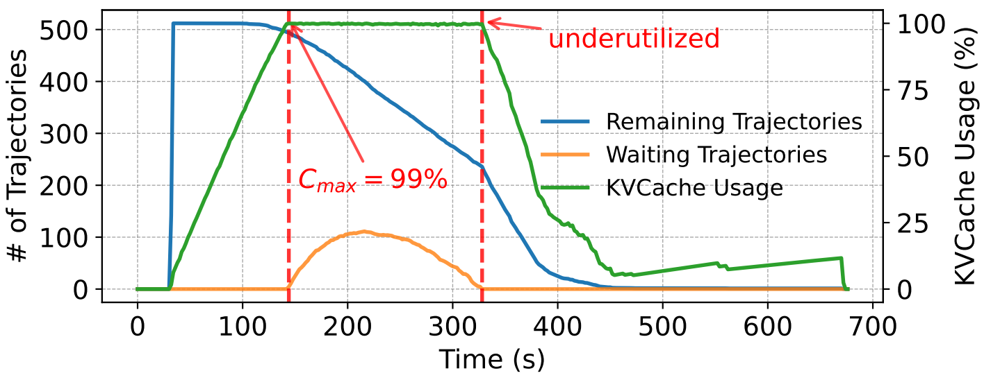 # of Trajectories
500
400
300
200
100
0
100
75
50
25
0
KVCache Usage (%)
underutilized
C_max = 99%
Remaining Trajectories
Waiting Trajectories
KVCache Usage
0 100 200 300 400 500 600 700
Time (s)